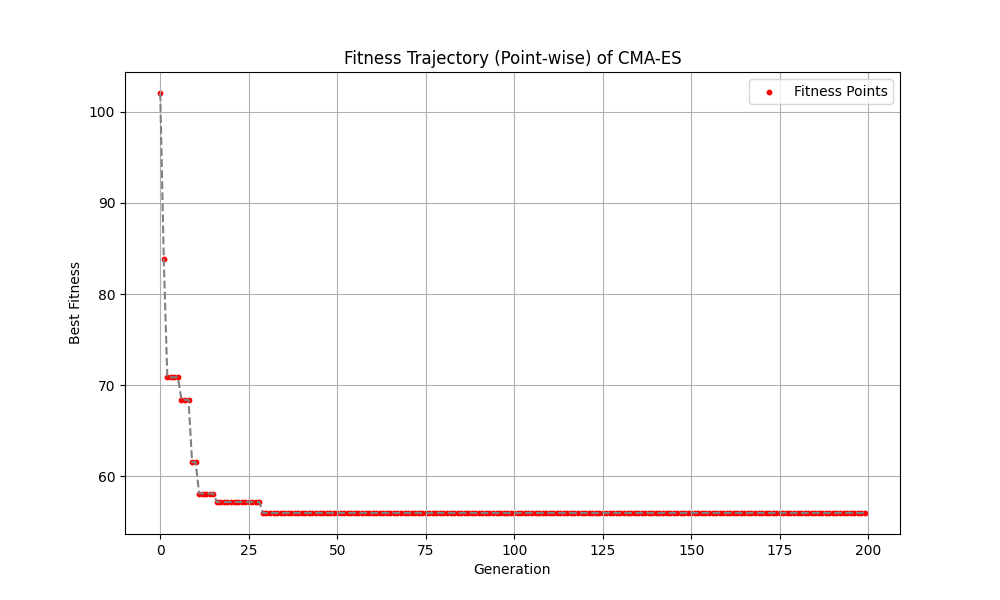 Fitness Trajectory (Point-wise) of CMA-ES
Fitness Points
100
90
80
70
60
Best Fitness
0 25 50 75 100 125 150 175 200
Generation